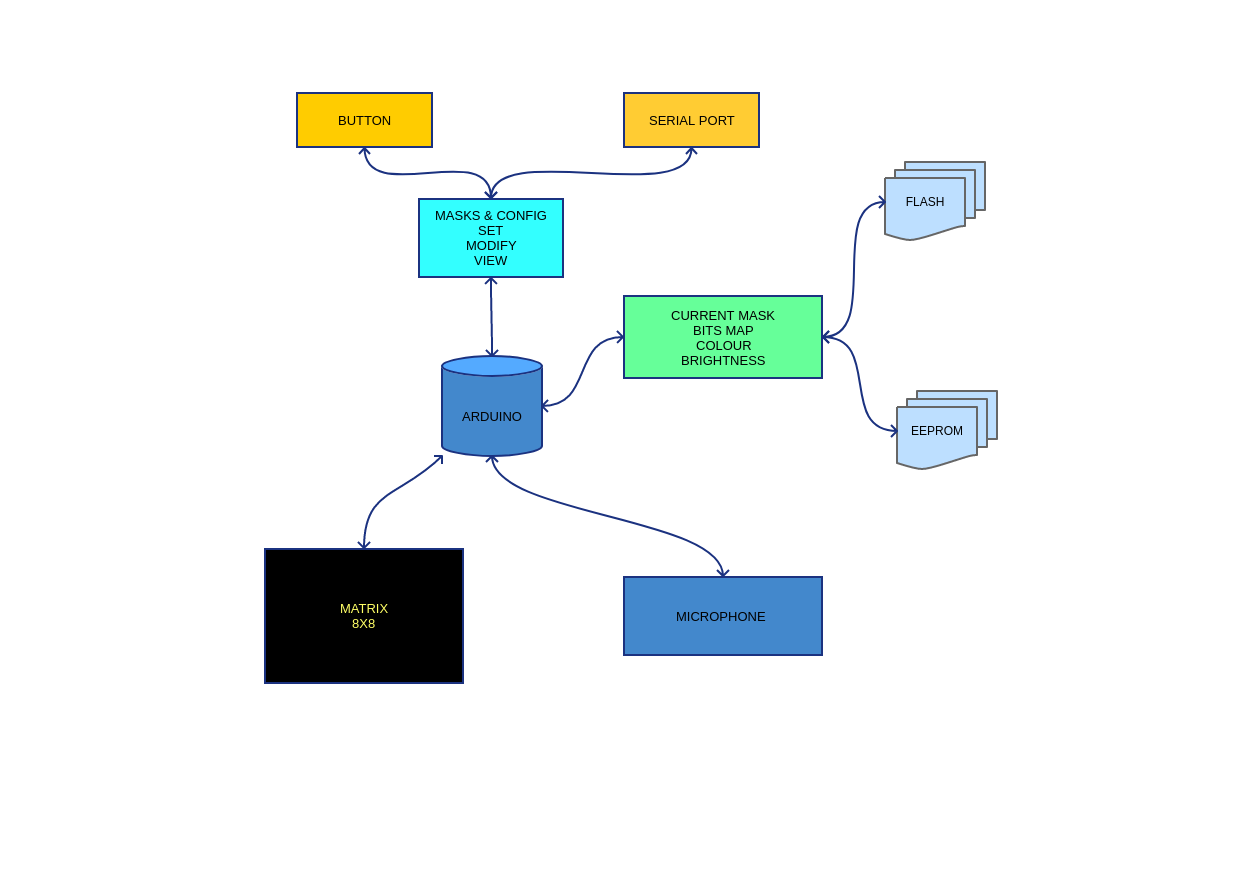 BUTTON
SERIAL PORT
FLASH
MASKS & CONFIG
SET
MODIFY
VIEW
CURRENT MASK
BITS MAP
COLOUR
BRIGHTNESS
ARDUINO
EEPROM
MATRIX
8X8
MICROPHONE